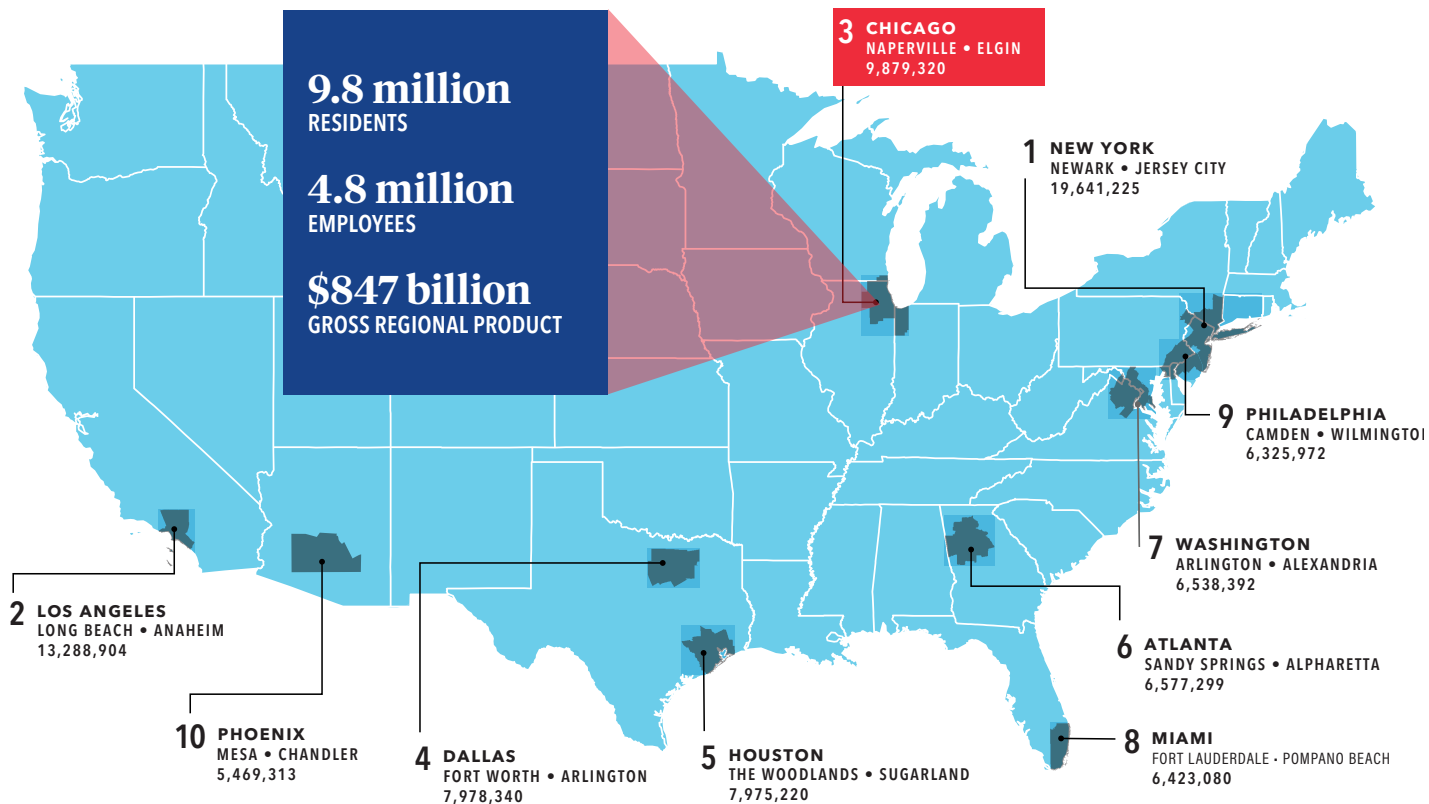 9.8 million
RESIDENTS
4.8 million
EMPLOYEES
$847 billion
GROSS REGIONAL PRODUCT
3 CHICAGO
NAPERVILLE • ELGIN
9,879,320
1 NEW YORK
NEWARK • JERSEY CITY
19,641,225
9 PHILADELPHIA
CAMDEN • WILMINGTO
6,325,972
7 WASHINGTON
ARLINGTON • ALEXANDRIA
6,538,392
2 LOS ANGELES
LONG BEACH • ANAHEIM
13,288,904
6 ATLANTA
SANDY SPRINGS • ALPHARETTA
6,577,299
10 PHOENIX
MESA • CHANDLER
5,469,313
4 DALLAS
FORT WORTH • ARLINGTON
7,978,340
5 HOUSTON
THE WOODLANDS • SUGARLAND
7,975,220
8 MIAMI
FORT LAUDERDALE • POMPANO BEACH
6,423,080